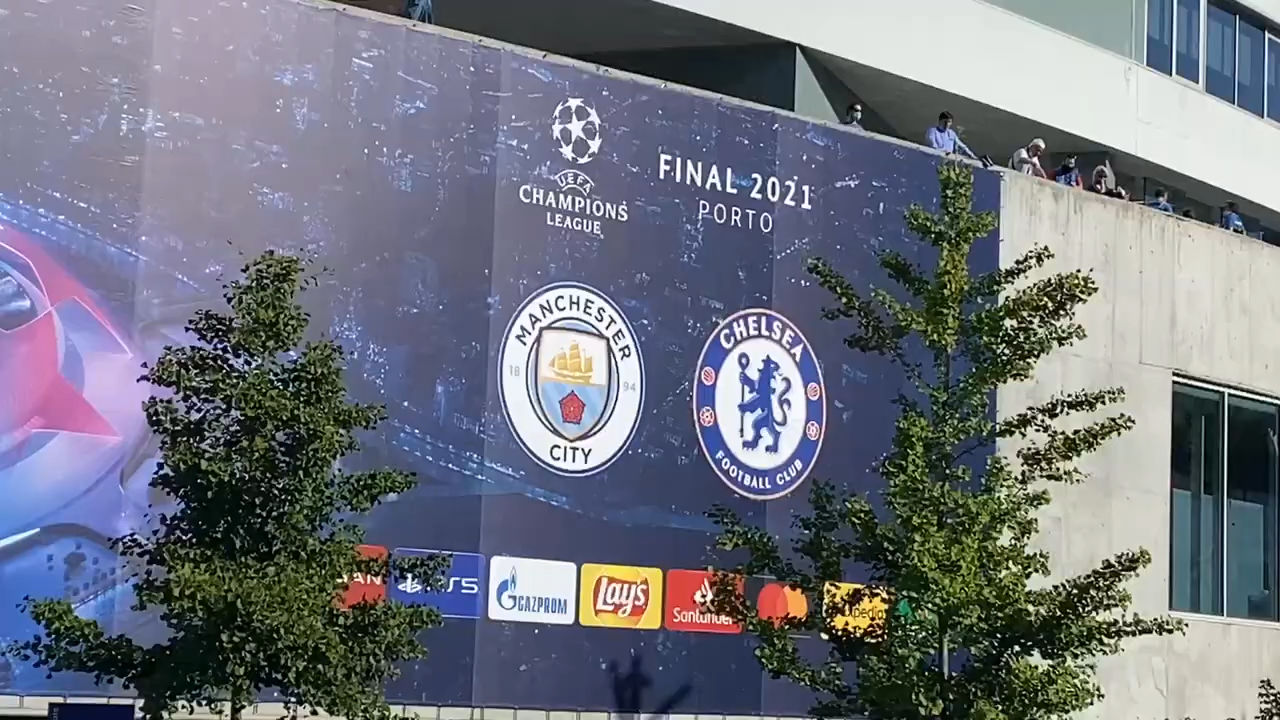 UEFA
CHAMPIONS
LEAGUE
FINAL 2021
PORTO
MANCHESTER
18 94
CITY
CHELSEA
FOOTBALL CLUB
PS5
GAZPROM
Lay's
Santander